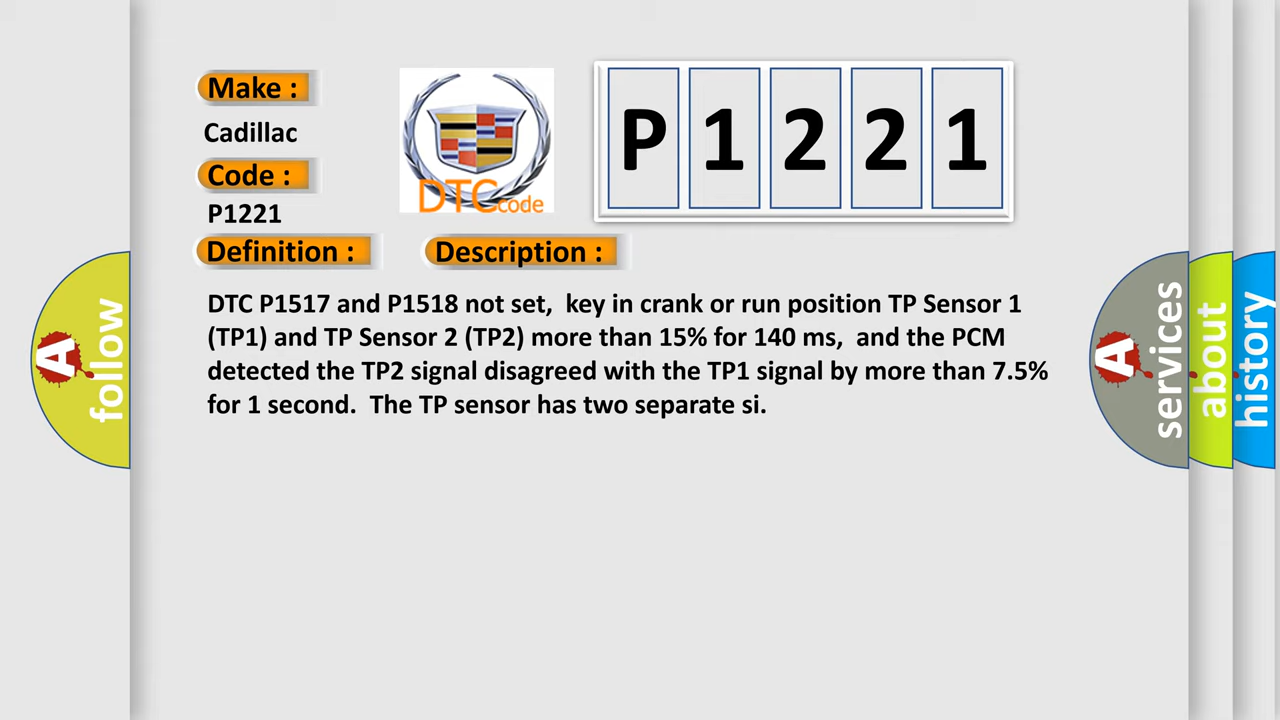 Make :
Cadillac
Code :
P1221
Definition :
Description :
DTC code
P 1 2 2 1
DTC P1517 and P1518 not set,  key in crank or run position TP Sensor 1
(TP1) and TP Sensor 2 (TP2) more than 15% for 140 ms,  and the PCM
detected the TP2 signal disagreed with the TP1 signal by more than 7.5%
for 1 second.  The TP sensor has two separate si.
A follow
A services
about
history